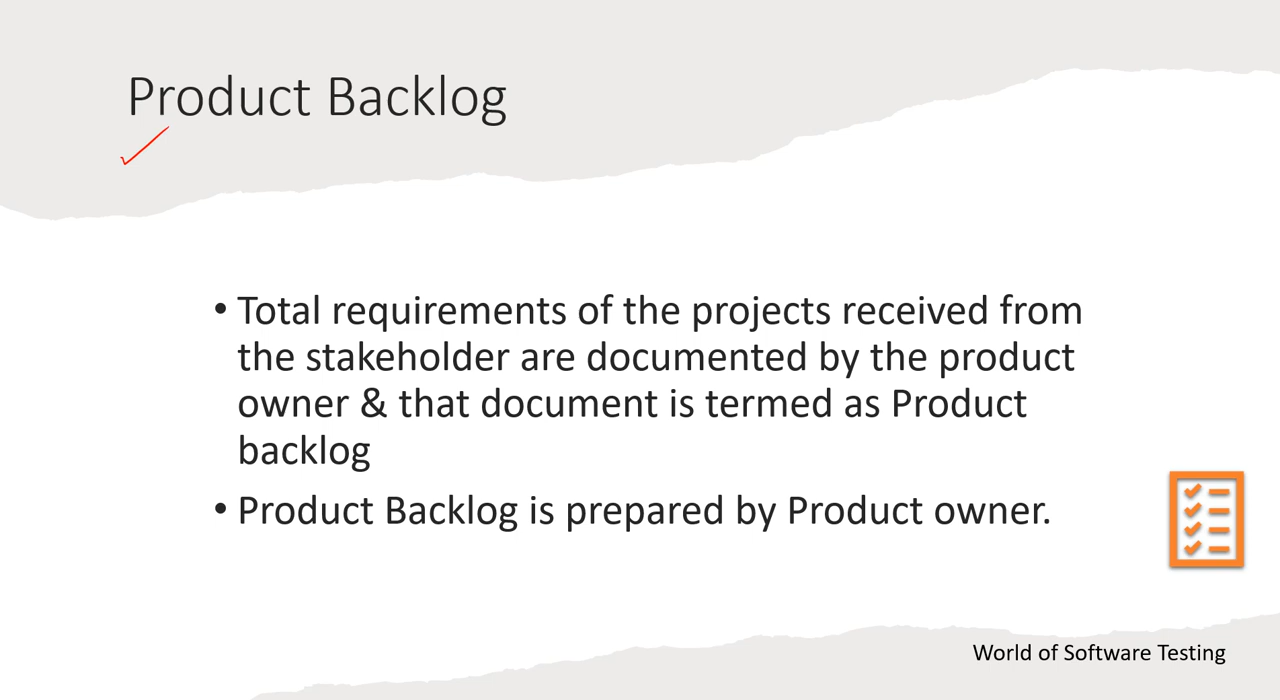 Product Backlog
• Total requirements of the projects received from
the stakeholder are documented by the product
owner & that document is termed as Product
backlog
• Product Backlog is prepared by Product owner.
World of Software Testing